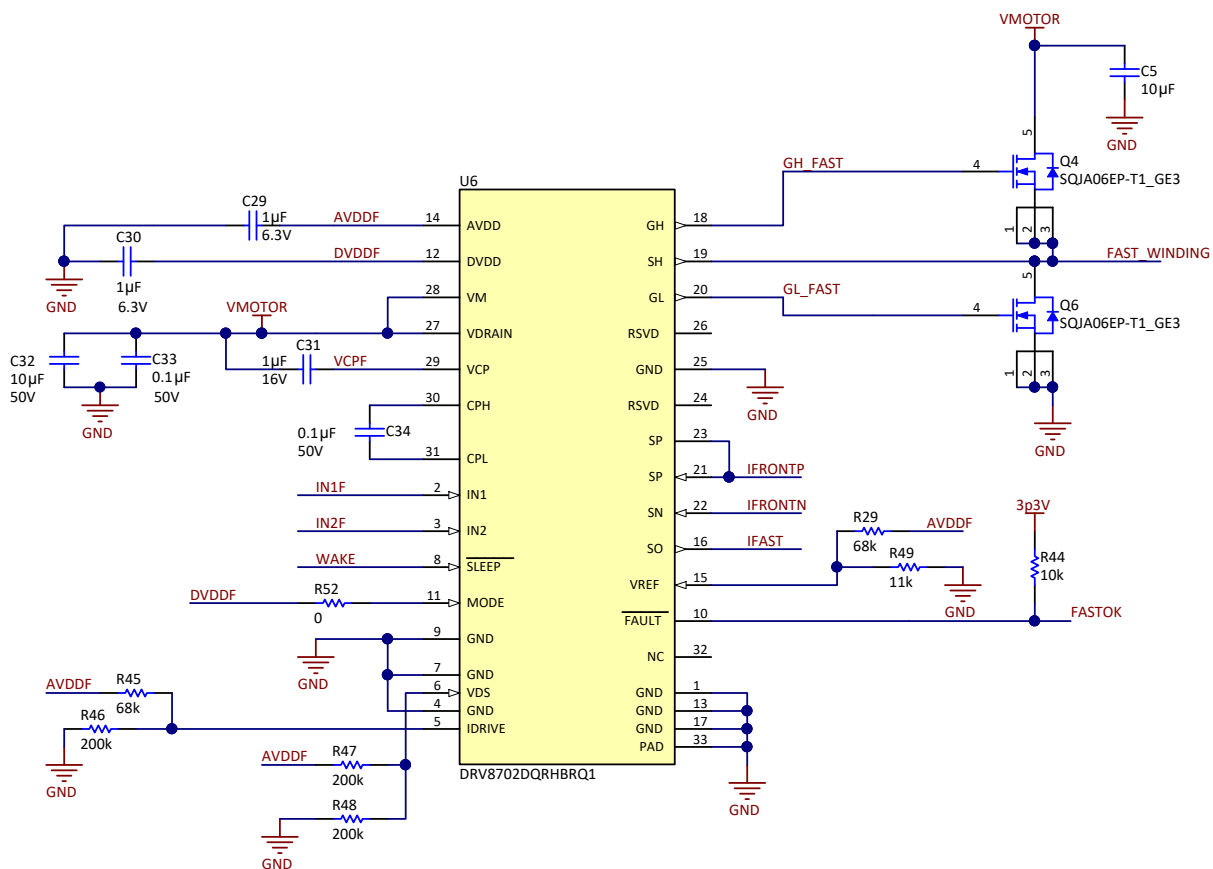 VMOTOR
C5
10µF
GND
5
4
Q4
SQJA06EP-T1_GE3
1
2
3
GH_FAST
U6
C29
1µF
6.3V
AVDDF
14
AVDD
GH
18
C30
1µF
6.3V
DVDDF
12
DVDD
SH
19
FAST_WINDING
GND
28
VM
GL
20
GL_FAST
5
4
Q6
SQJA06EP-T1_GE3
1
2
3
GND
VMOTOR
27
VDRAIN
RSVD
26
C32
10µF
50V
C33
0.1µF
50V
GND
C31
1µF
16V
VCPF
29
VCP
GND
25
GND
30
CPH
RSVD
24
0.1µF
50V
C34
SP
23
31
CPL
SP
21
IFRONTP
IN1F
2
IN1
SN
22
IFRONTN
IN2F
3
IN2
SO
16
IFAST
WAKE
8
SLEEP
VREF
15
R29
68k
AVDDF
R49
11k
GND
3p3V
R44
10k
DVDDF
R52
0
11
MODE
FAULT
10
FASTOK
9
GND
NC
32
GND
7
GND
6
VDS
GND
1
4
GND
GND
13
5
IDRIVE
GND
17
PAD
33
GND
AVDDF
R45
68k
R46
200k
GND
AVDDF
R47
200k
R48
200k
GND
DRV8702DQRHBRQ1